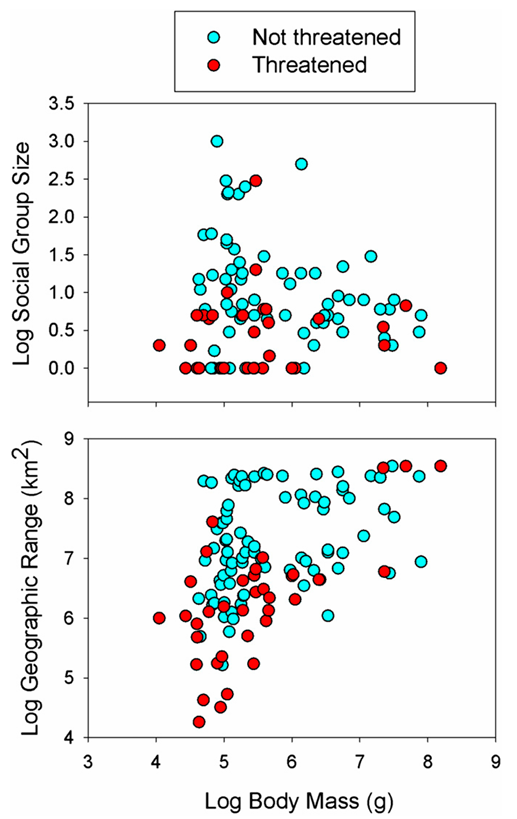 Not threatened
Threatened
3.5
3.0
2.5
2.0
1.5
1.0
0.5
0.0
Log Social Group Size
9
8
7
6
5
4
Log Geographic Range (km²)
3 4 5 6 7 8 9
Log Body Mass (g)